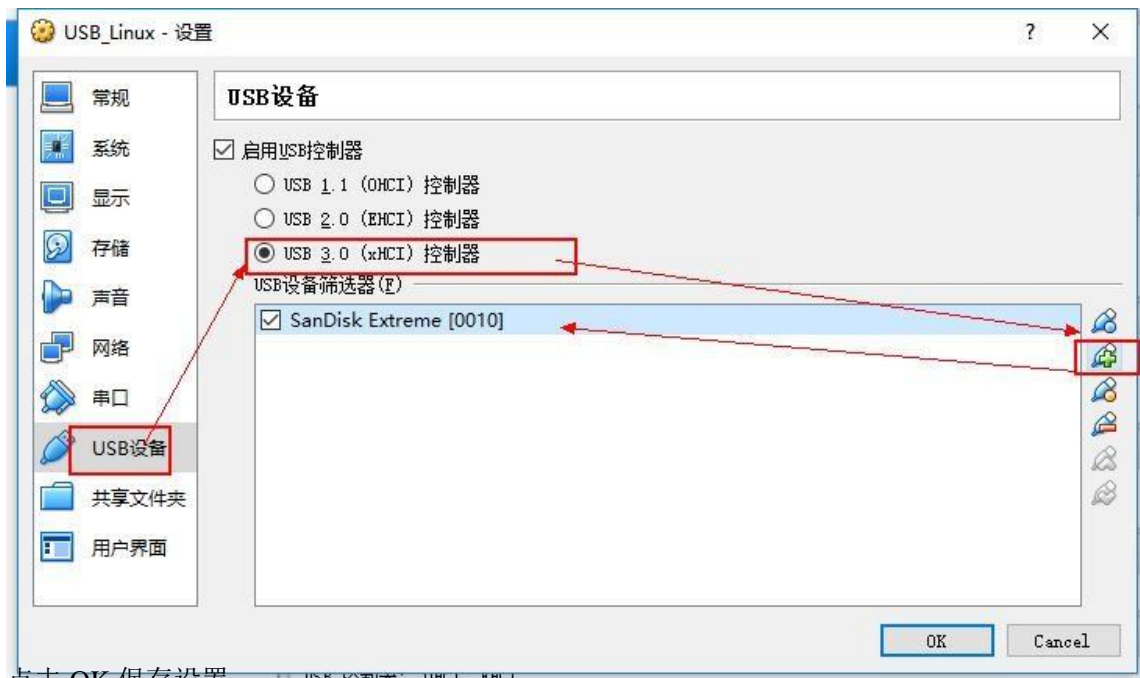 USB_Linux - 设置
?
常规
系统
显示
存储
声音
网络
串口
USB设备
共享文件夹
用户界面
USB设备
启用USB控制器
USB 1.1 (OHCI) 控制器
USB 2.0 (EHCI) 控制器
USB 3.0 (xHCI) 控制器
USB设备筛选器(F)
SanDisk Extreme [0010]
OK
Cancel
点击 OK 保存设置